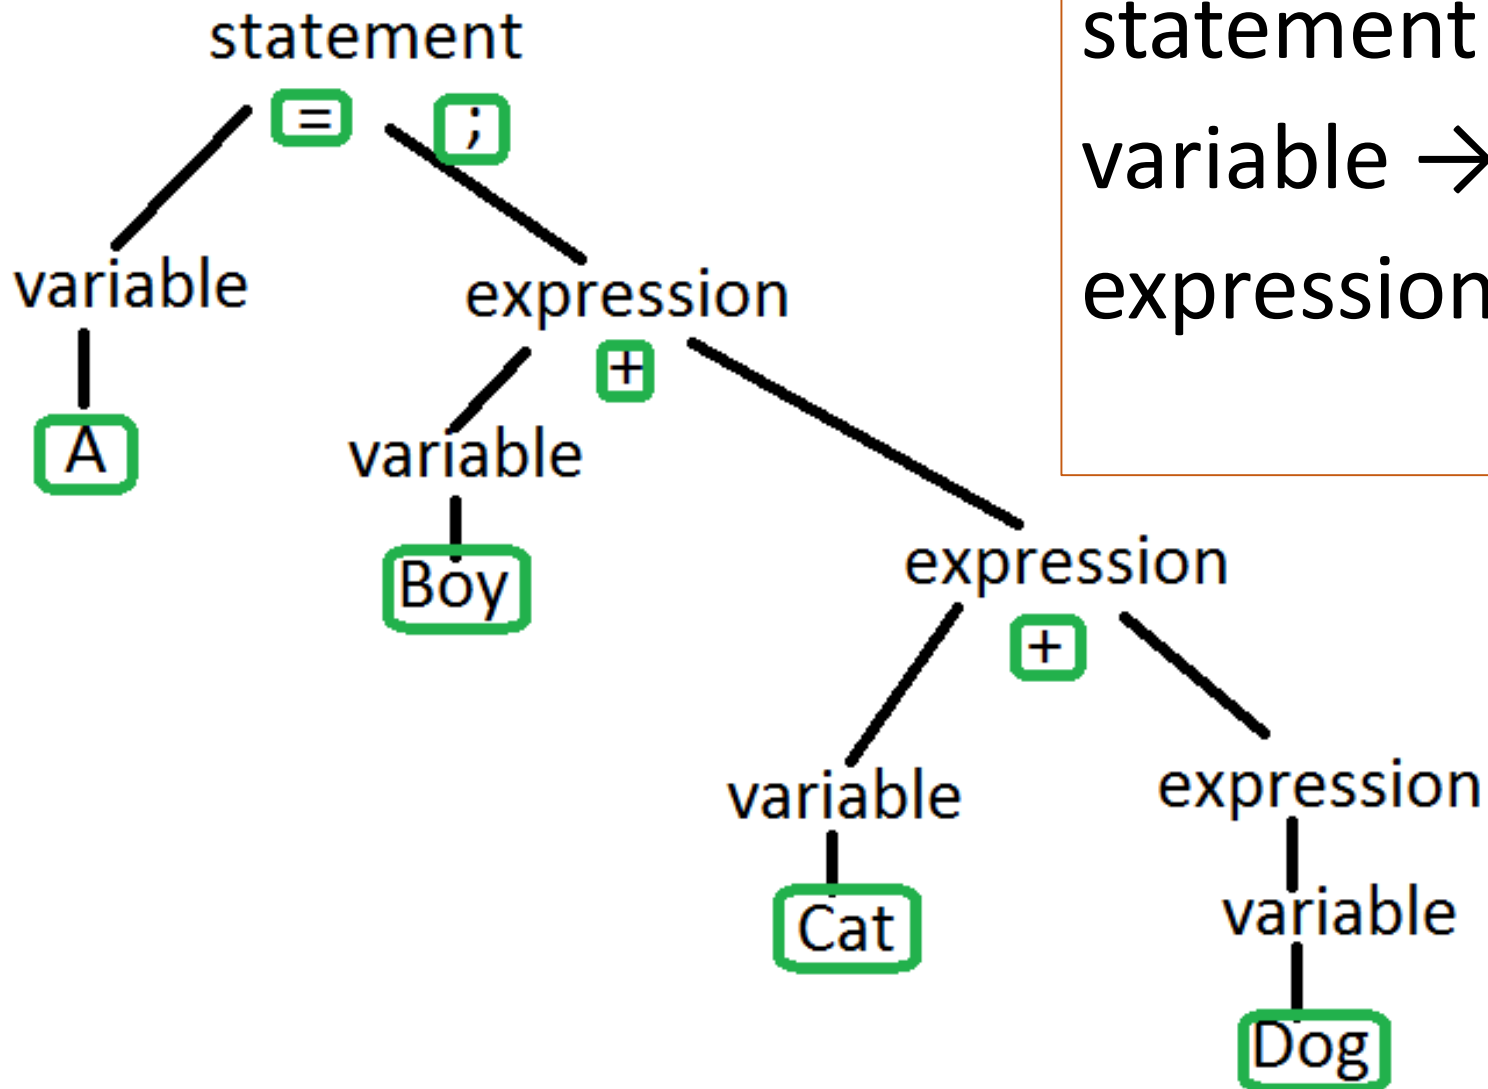 statement
= ;
variable
expression
+
A
variable
Boy
expression
+
variable
expression
Cat
variable
Dog
statement
variable →
expression